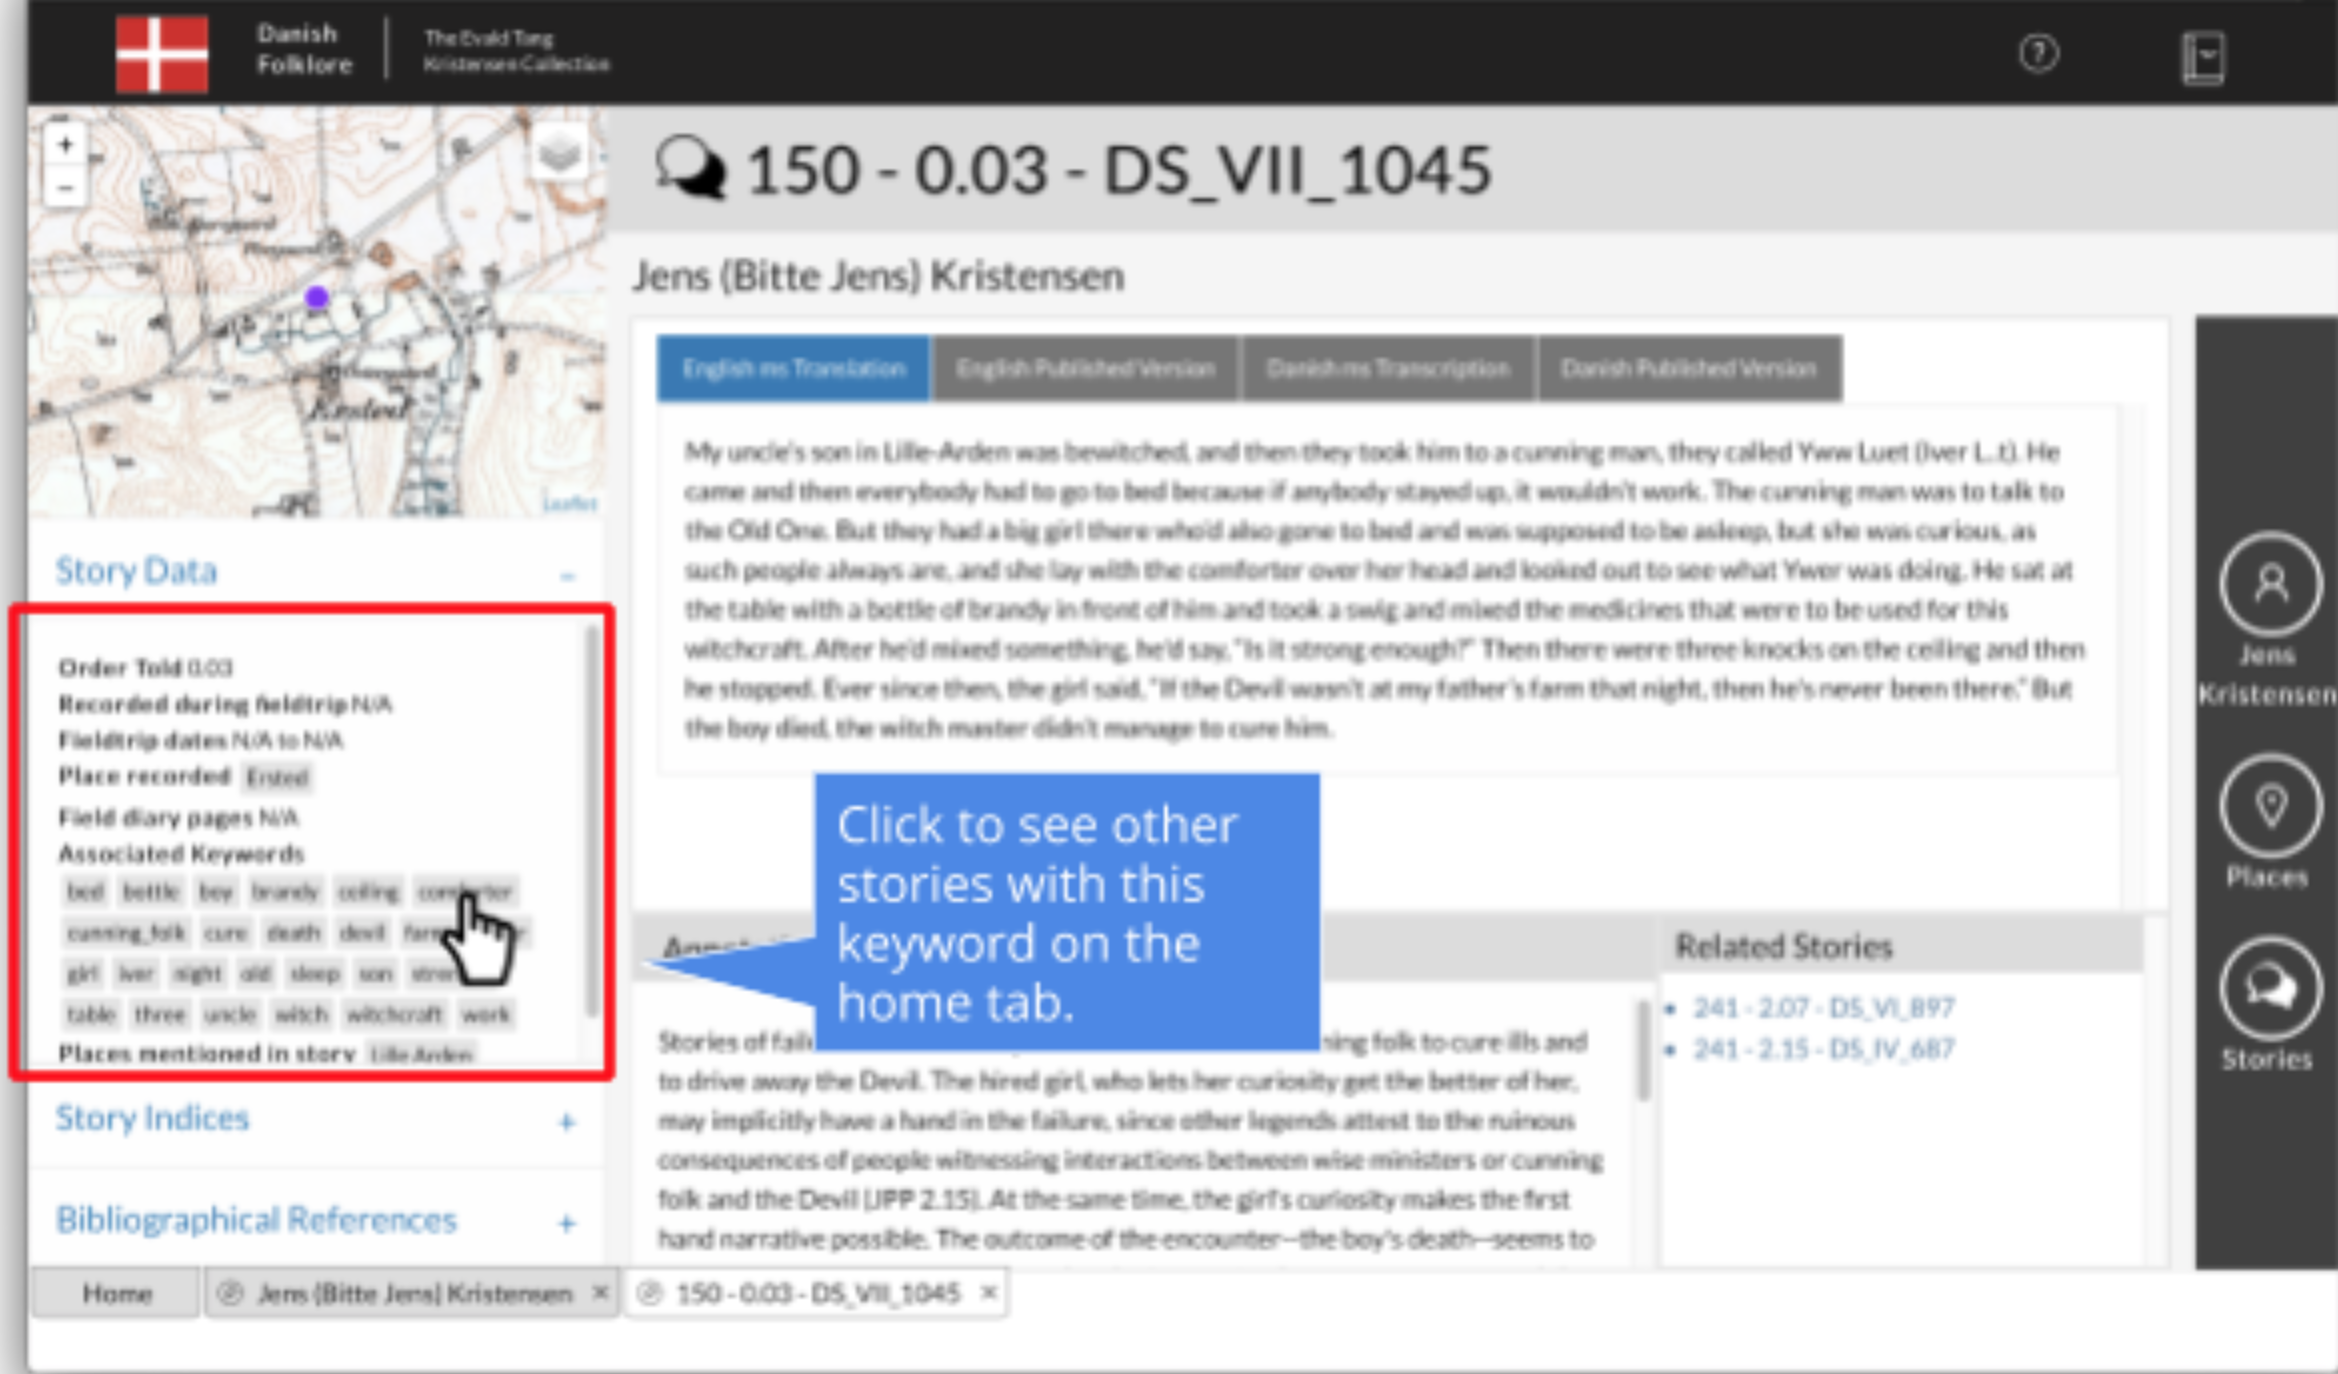 Danish
Folklore
The Evald Tang
Kristensen Collection
150 - 0.03 - DS_VII_1045
Jens (Bitte Jens) Kristensen
+
−
Leaflet
English ms Translation
English Published Version
Danish ms Transcription
Danish Published Version
My uncle's son in Lille-Arden was bewitched, and then they took him to a cunning man, they called Yww Luet (Iver L..t). He
came and then everybody had to go to bed because if anybody stayed up, it wouldn't work. The cunning man was to talk to
the Old One. But they had a big girl there who'd also gone to bed and was supposed to be asleep, but she was curious, as
such people always are, and she lay with the comforter over her head and looked out to see what Ywer was doing. He sat at
the table with a bottle of brandy in front of him and took a swig and mixed the medicines that were to be used for this
witchcraft. After he'd mixed something, he'd say, "Is it strong enough?" Then there were three knocks on the ceiling and then
he stopped. Ever since then, the girl said, "If the Devil wasn't at my father's farm that night, then he's never been there." But
the boy died, the witch master didn't manage to cure him.
Story Data
Order Told 0.03
Recorded during fieldtrip N/A
Fieldtrip dates N/A to N/A
Place recorded Ersted
Field diary pages N/A
Associated Keywords
bed bottle boy brandy ceiling
cunning_folk cure death devil
girl iver night old sleep son
table three uncle witch witchcraft work
Places mentioned in story Lille Arden
Story Indices +
Bibliographical References +
Click to see other
stories with this
keyword on the
home tab.
Stories of
ning folk to cure ills and
to drive away the Devil. The hired girl, who lets her curiosity get the better of her,
may implicitly have a hand in the failure, since other legends attest to the ruinous
consequences of people witnessing interactions between wise ministers or cunning
folk and the Devil [JPP 2.15]. At the same time, the girl's curiosity makes the first
hand narrative possible. The outcome of the encounter--the boy's death--seems to
Related Stories
241 - 2.07 - DS_VI_897
241 - 2.15 - DS_IV_687
Jens
Kristensen
Places
Stories
Home
Jens (Bitte Jens) Kristensen ×
150 - 0.03 - DS_VII_1045 ×